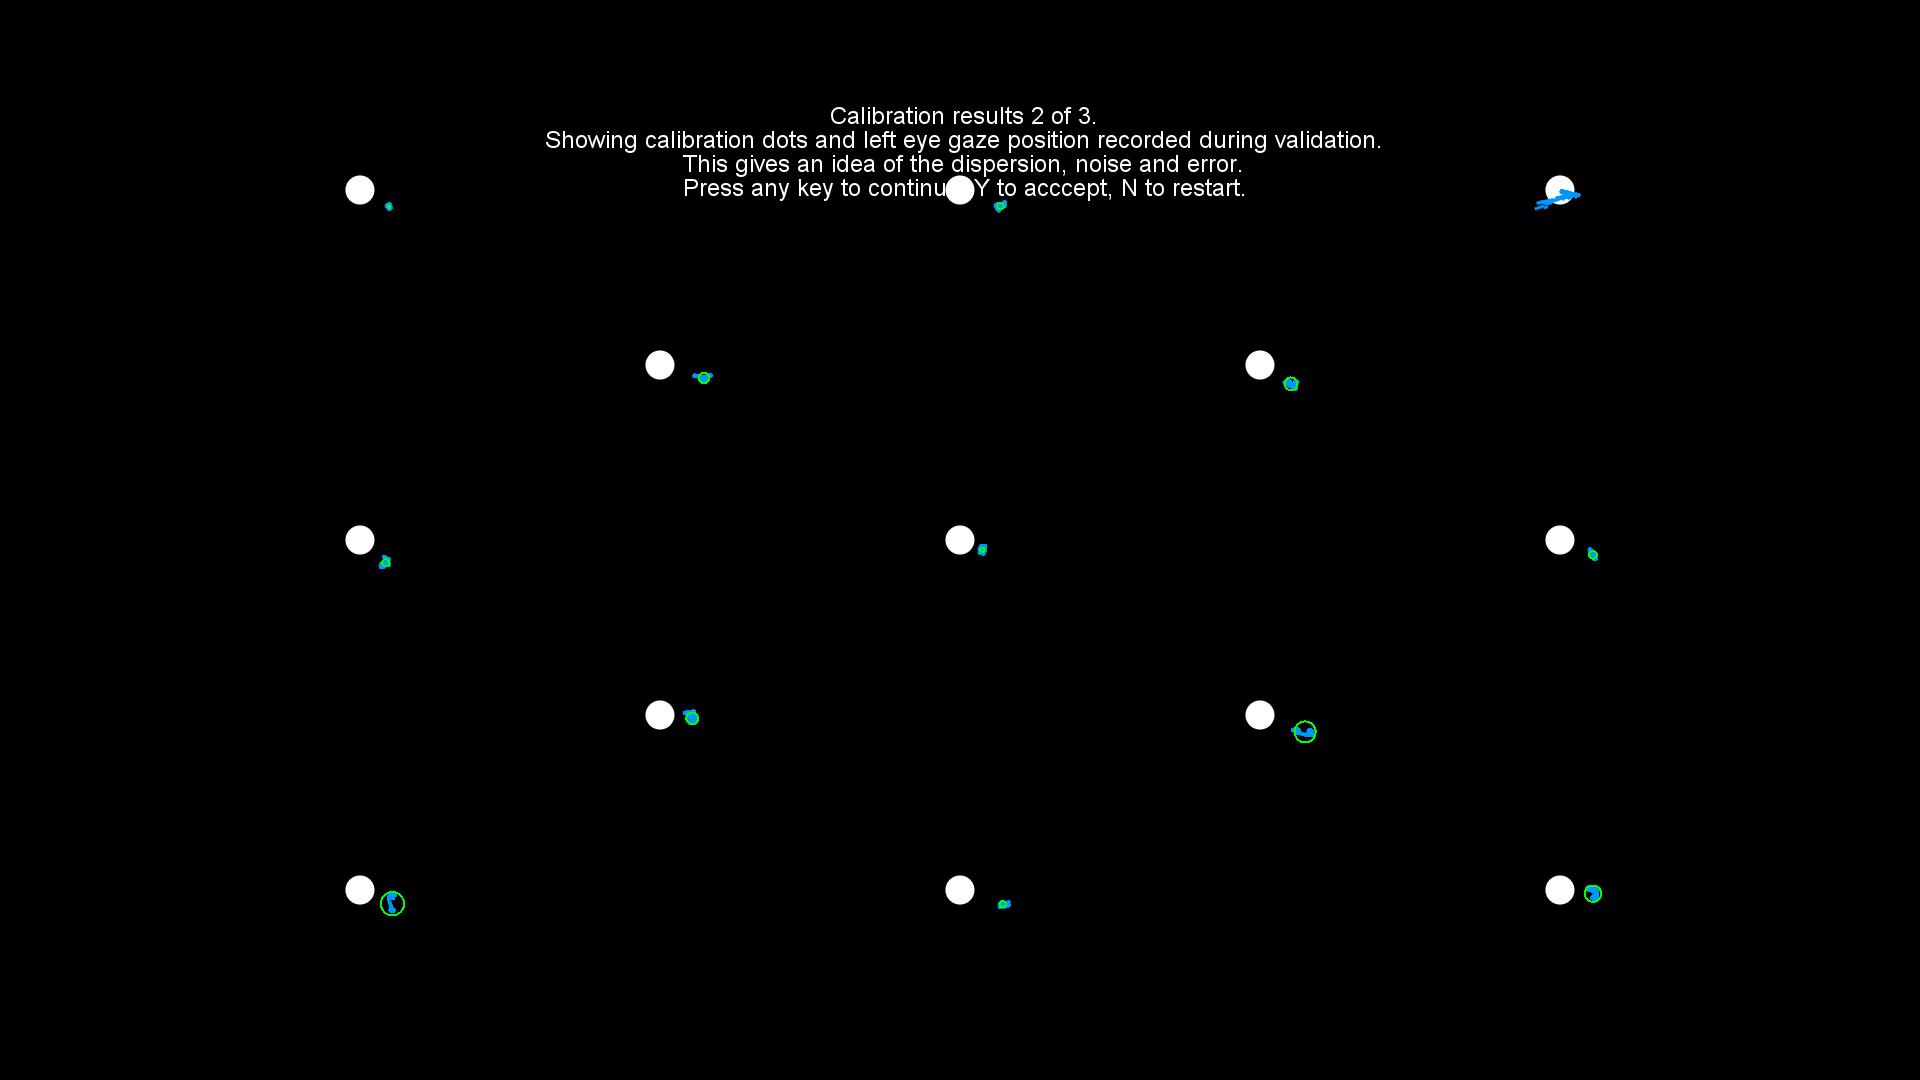 Calibration results 2 of 3.
Showing calibration dots and left eye gaze position recorded during validation.
This gives an idea of the dispersion, noise and error.
Press any key to continu Y to acccept, N to restart.